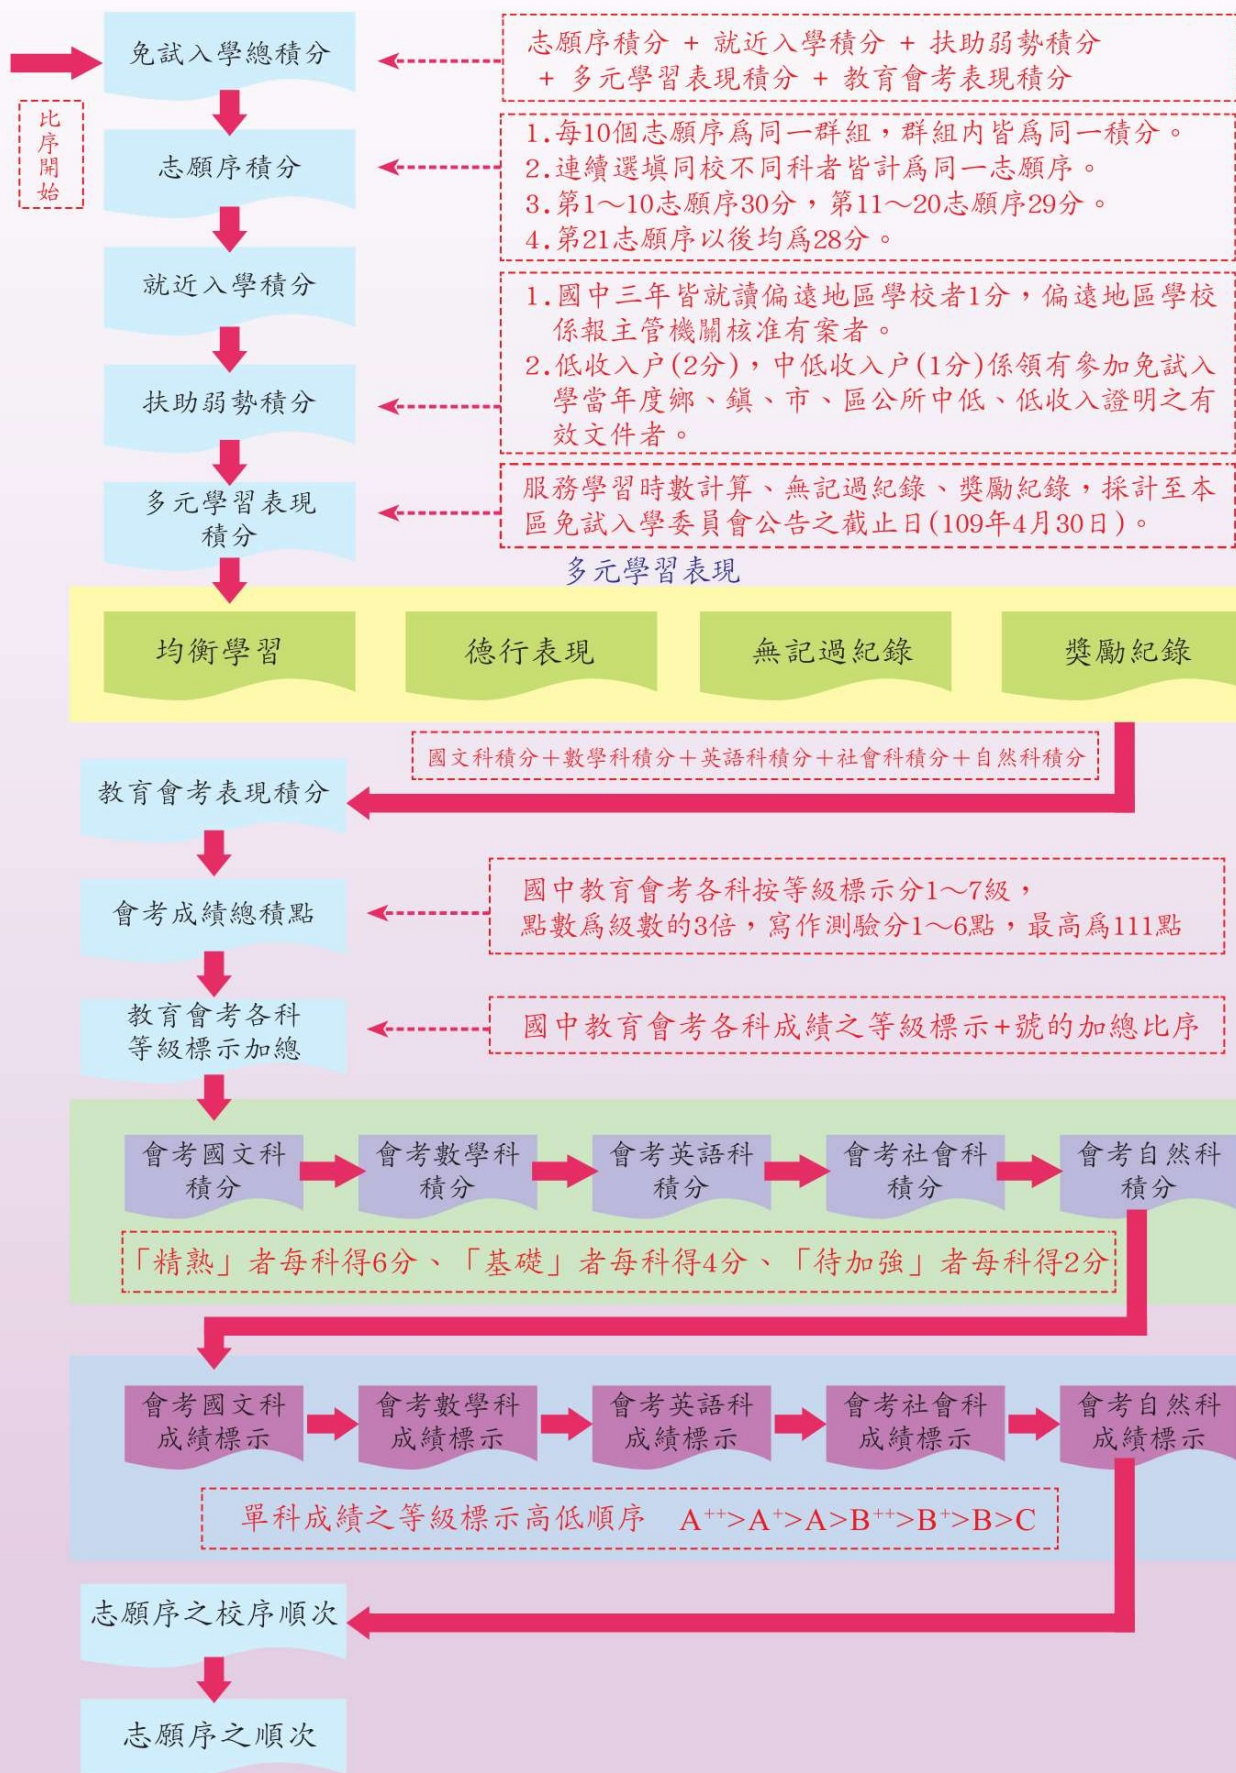 免試入學總積分
志願序積分 + 就近入學積分 + 扶助弱勢積分
+ 多元學習表現積分 + 教育會考表現積分
比序開始
志願序積分
1.每10個志願序爲同一群組，群組內皆爲同一積分。
2.連續選填同校不同科者皆計爲同一志願序。
3.第1～10志願序30分，第11～20志願序29分。
4.第21志願序以後均爲28分。
就近入學積分
扶助弱勢積分
1.國中三年皆就讀偏遠地區學校者1分，偏遠地區學校
係報主管機關核准有案者。
2.低收入户(2分)，中低收入户(1分)係領有參加免試入
學當年度鄉、鎮、市、區公所中低、低收入證明之有
效文件者。
多元學習表現
積分
服務學習時數計算、無記過紀錄、獎勵紀錄，採計至本
區免試入學委員會公告之截止日(109年4月30日)。
多元學習表現
均衡學習
德行表現
無記過紀錄
獎勵紀錄
國文科積分+數學科積分+英語科積分+社會科積分+自然科積分
教育會考表現積分
會考成績總積點
國中教育會考各科按等級標示分1～7級，
點數爲級數的3倍，寫作測驗分1～6點，最高爲111點
教育會考各科
等級標示加總
國中教育會考各科成績之等級標示+號的加總比序
會考國文科
積分
會考數學科
積分
會考英語科
積分
會考社會科
積分
會考自然科
積分
「精熟」者每科得6分、「基礎」者每科得4分、「待加強」者每科得2分
會考國文科
成績標示
會考數學科
成績標示
會考英語科
成績標示
會考社會科
成績標示
會考自然科
成績標示
單科成績之等級標示高低順序 A⁺⁺>A⁺>A>B⁺⁺>B⁺>B>C
志願序之校序順次
志願序之順次